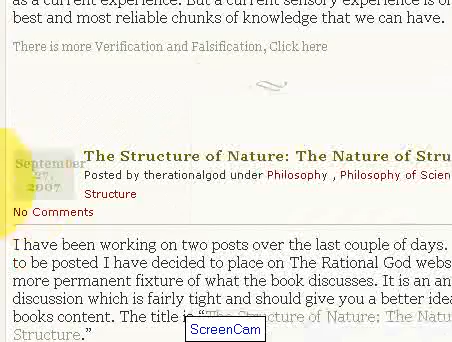 as a current experience. But a current sensory experience is
best and most reliable chunks of knowledge that we can have.
There is more Verification and Falsification, Click here
September
27,
2007
The Structure of Nature: The Nature of Stru
Posted by therationalgod under Philosophy , Philosophy of Scien
Structure
No Comments
I have been working on two posts over the last couple of days.
to be posted I have decided to place on The Rational God webs
more permanent fixture of what the book discusses. It is an an
discussion which is fairly tight and should give you a better idea
books content. The title is “The Structure of Nature: The Natu
Structure.”
ScreenCam